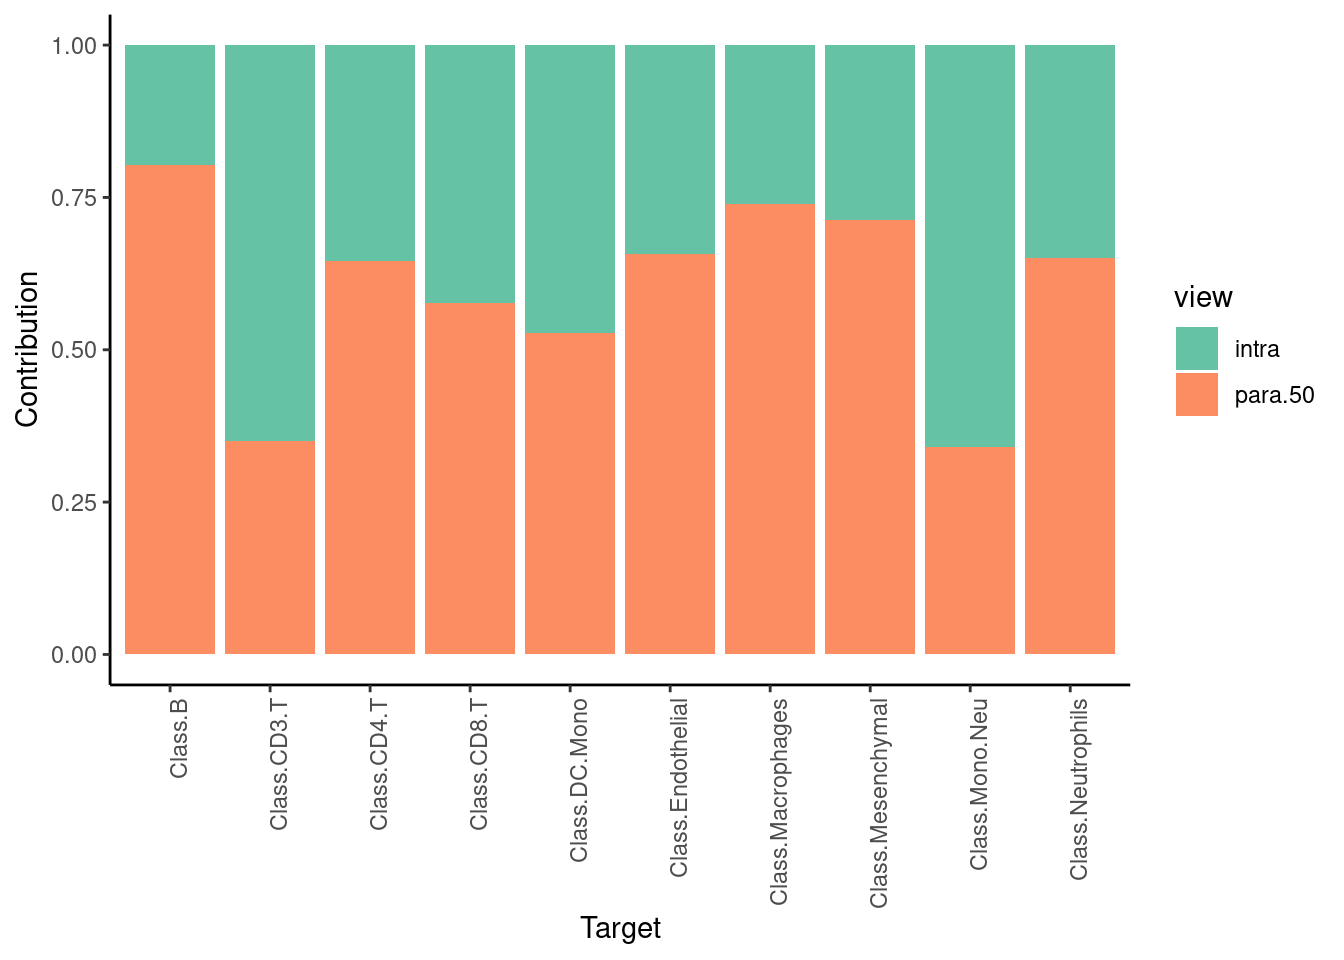 1.00
0.75
0.50
0.25
0.00
Contribution
Class.B
Class.CD3.T
Class.CD4.T
Class.CD8.T
Class.DC.Mono
Class.Endothelial
Class.Macrophages
Class.Mesenchymal
Class.Mono.Neu
Class.Neutrophils
Target
view
intra
para.50